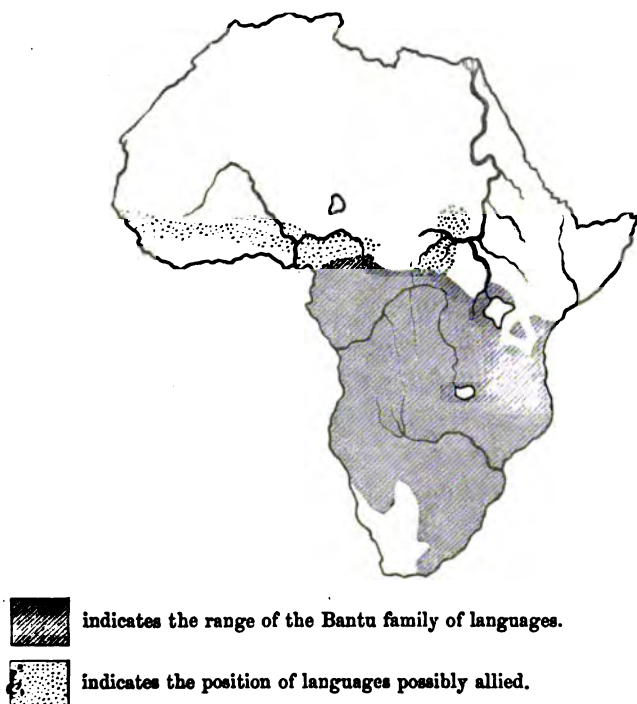 indicates the range of the Bantu family of languages.
indicates the position of languages possibly allied.